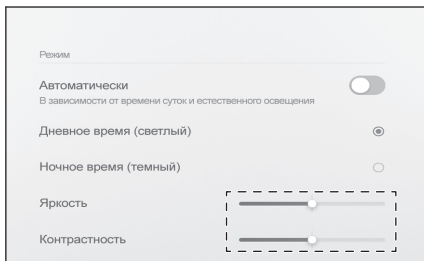 Режим
Автоматически
В зависимости от времени суток и естественного освещения
Дневное время (светлый)
Ночное время (темный)
Яркость
Контрастность